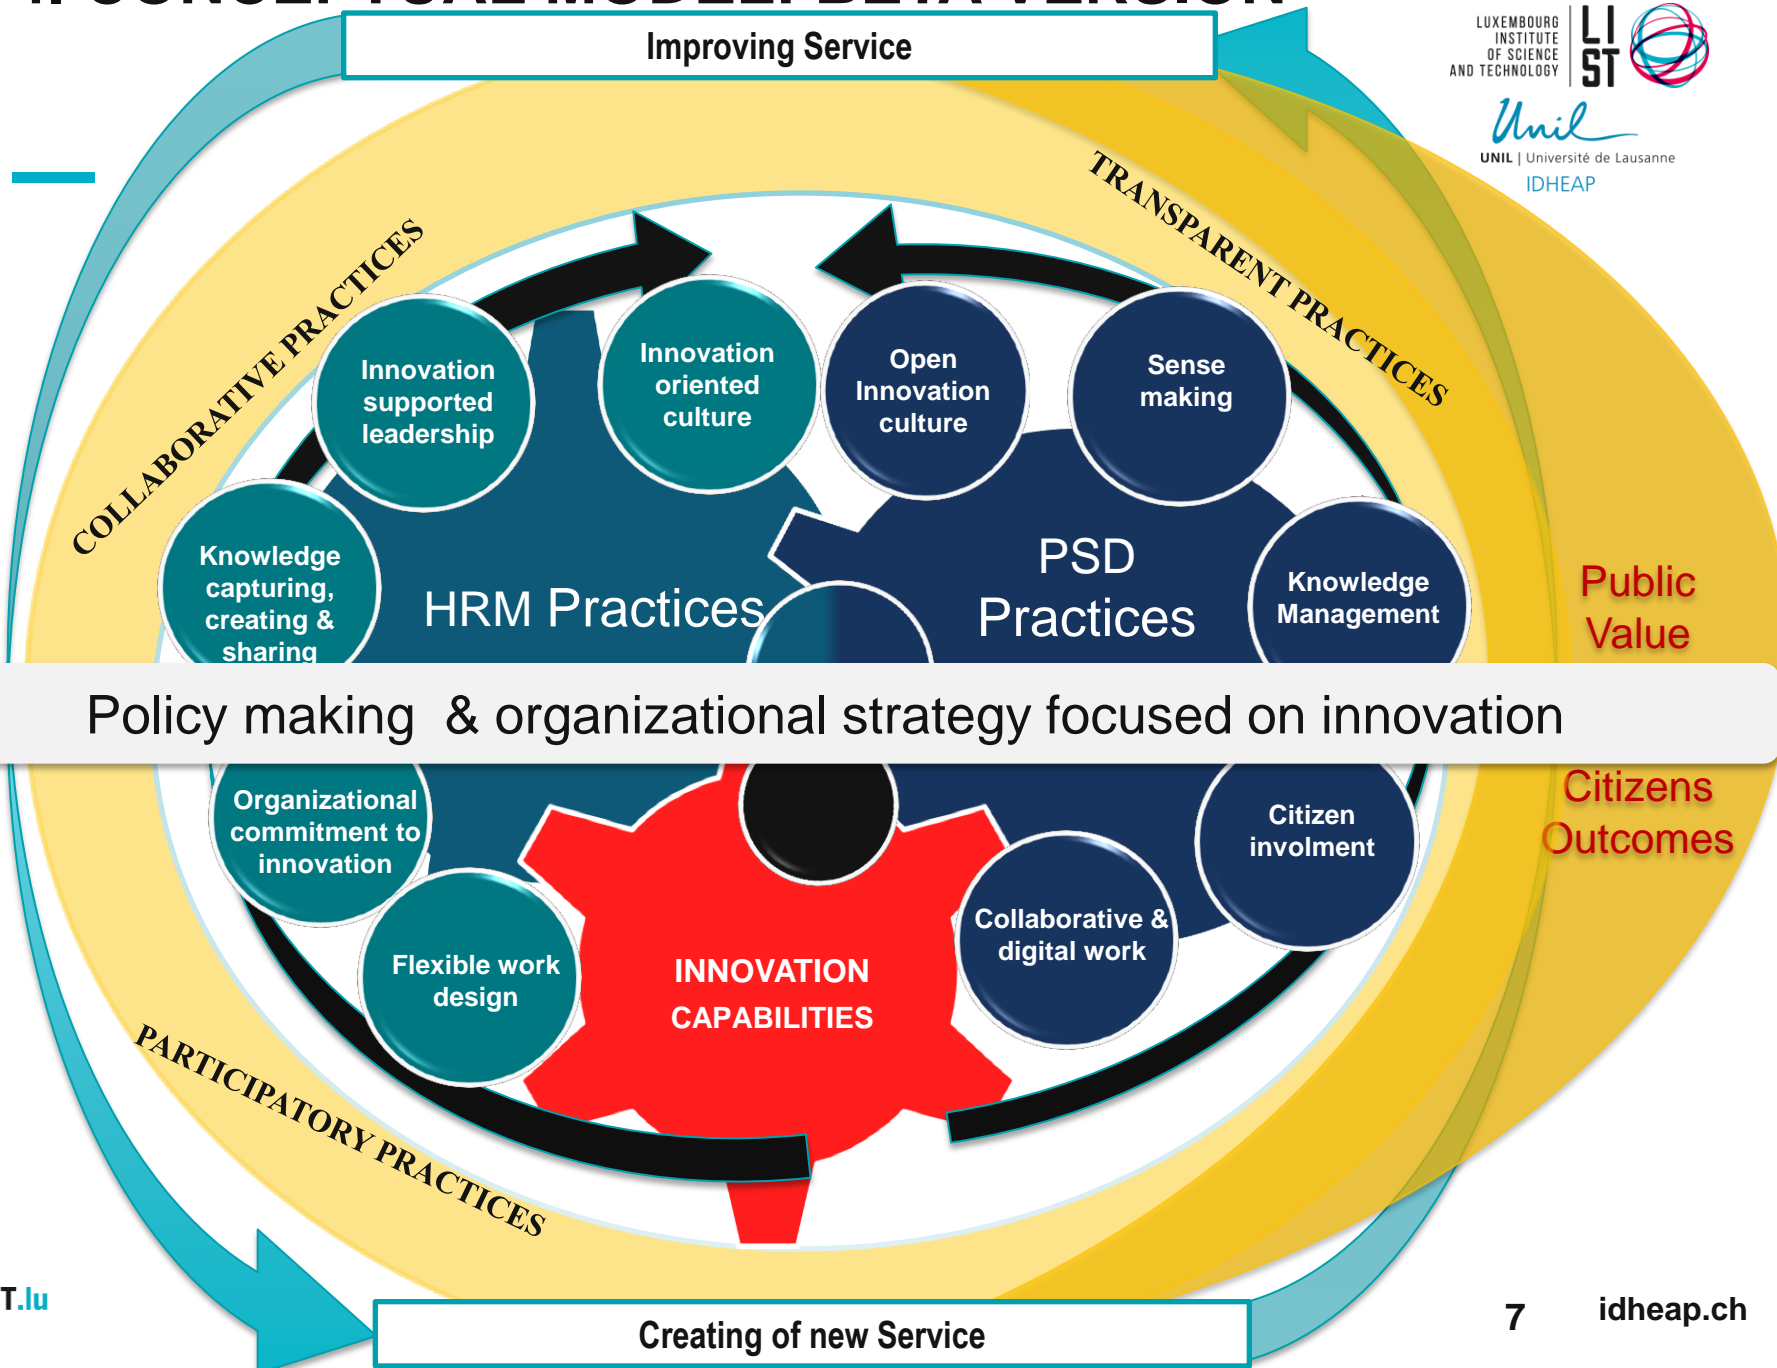 CONCEPTUAL MODEL: BETA VERSION
Improving Service
LUXEMBOURG
INSTITUTE
OF SCIENCE
AND TECHNOLOGY
LI
ST
Unil
UNIL | Université de Lausanne
IDHEAP
COLLABORATIVE PRACTICES
TRANSPARENT PRACTICES
Innovation
supported
leadership
Innovation
oriented
culture
Open
Innovation
culture
Sense
making
Knowledge
capturing,
creating &
sharing
HRM Practices
PSD
Practices
Knowledge
Management
Public
Value
Policy making & organizational strategy focused on innovation
Organizational
commitment to
innovation
Citizen
involment
Citizens
Outcomes
Flexible work
design
INNOVATION
CAPABILITIES
Collaborative &
digital work
PARTICIPATORY PRACTICES
T.lu
Creating of new Service
7
idheap.ch